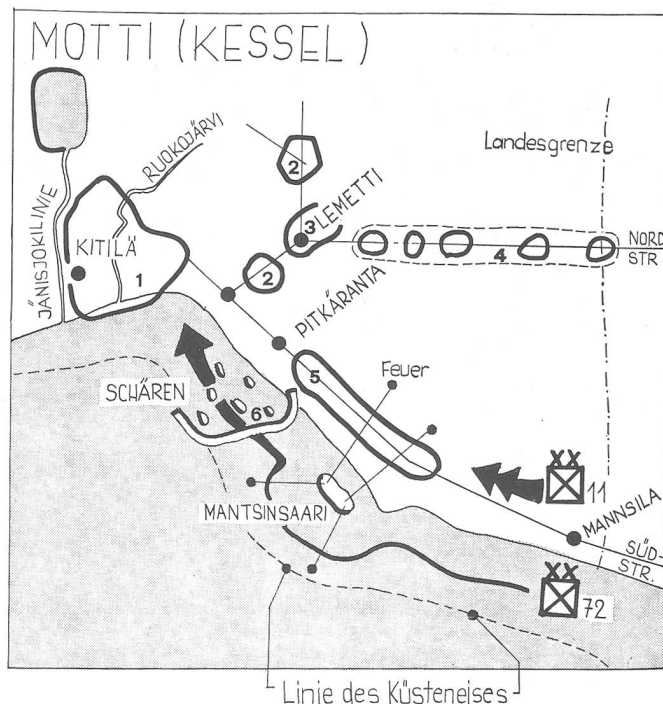 MOTTI (KESSEL)
RUOKOJÄRVI
Landesgrenze
JÄNISJOKILINIE
2
3
LEMETTI
KITILÄ
1
2
4
NORD
STR
PITKÄRANTA
5
Feuer
SCHÄREN
6
11
MANTSINSAARI
MANNSILA
SÜD-
STR.
72
Linie des Küsteneises